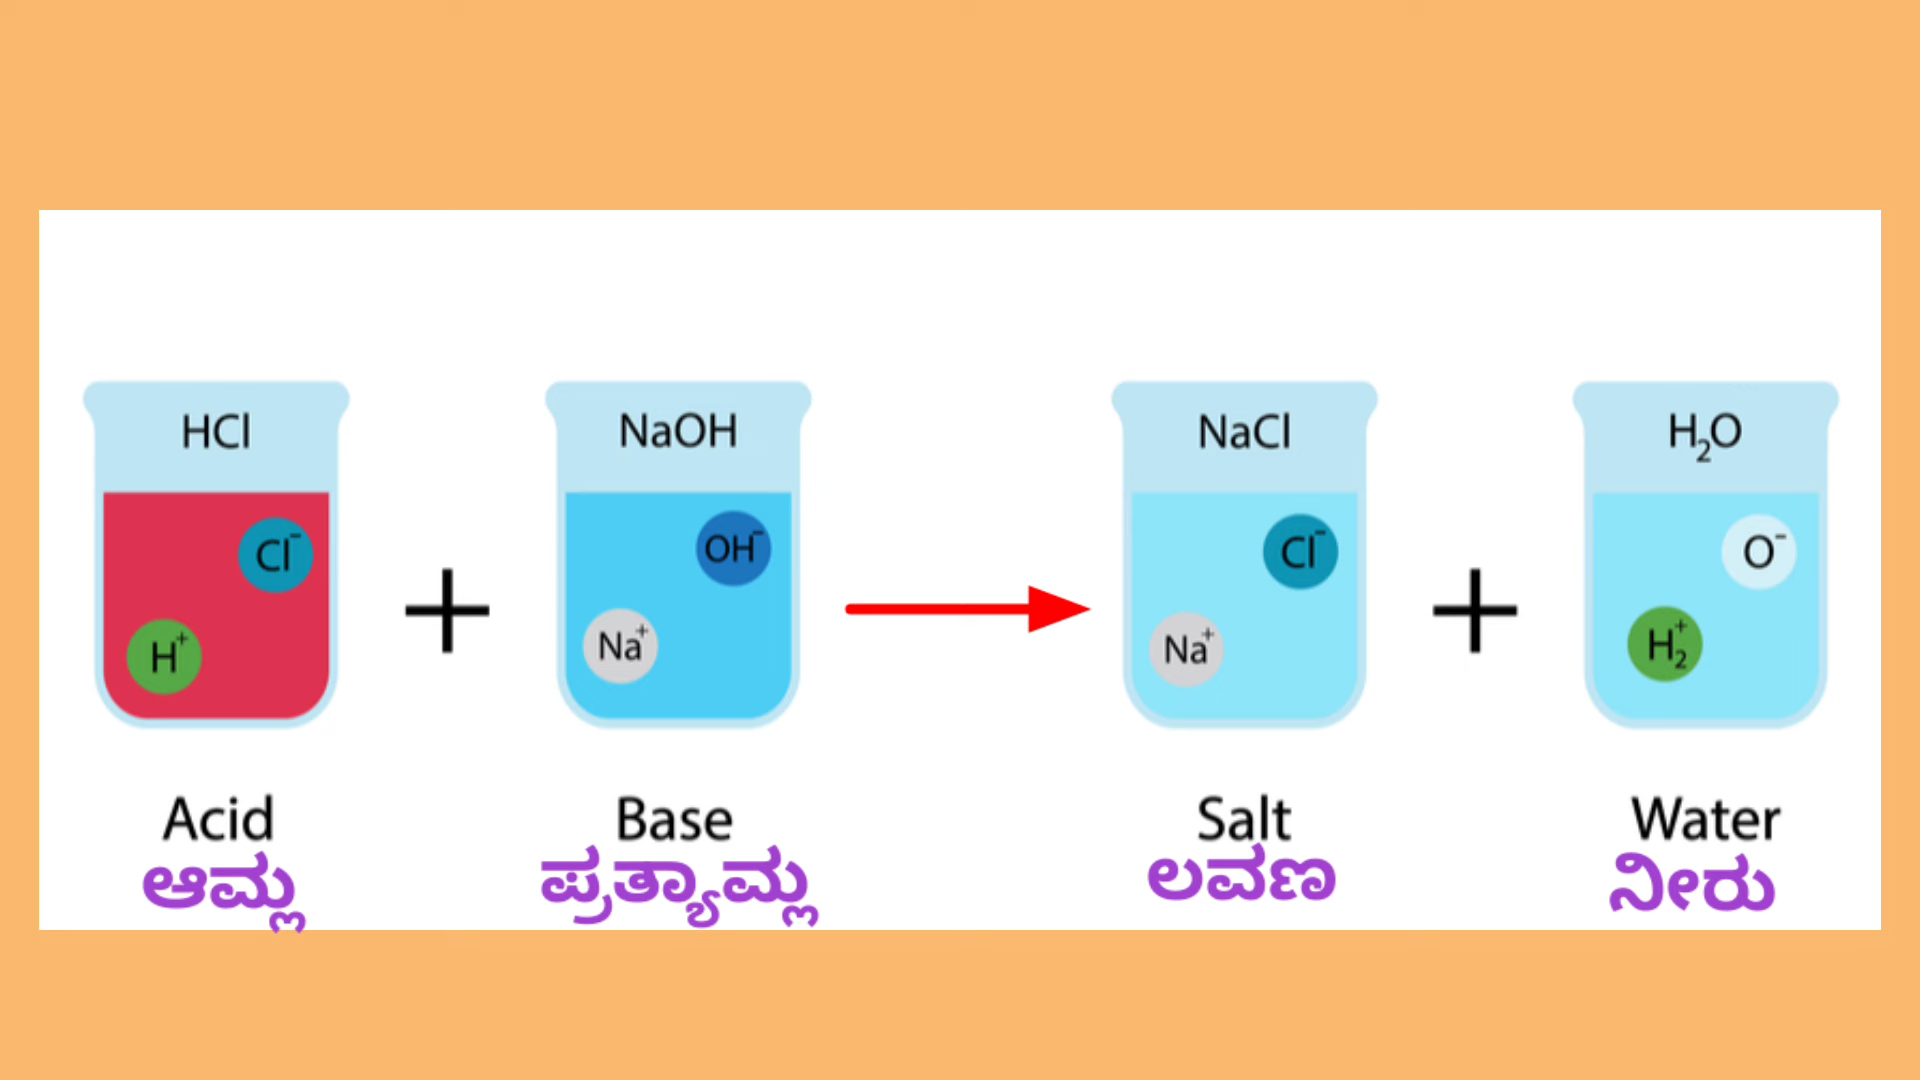 HCl
NaOH
NaCl
H₂O
Cl⁻
H⁺
+
OH⁻
Na⁺
Cl⁻
Na⁺
+
O⁻
H₂⁺
Acid
Base
Salt
Water
ಆಮ್ಲ
ಪ್ರತ್ಯಾಮ್ಲ
ಲವಣ
ನೀರು